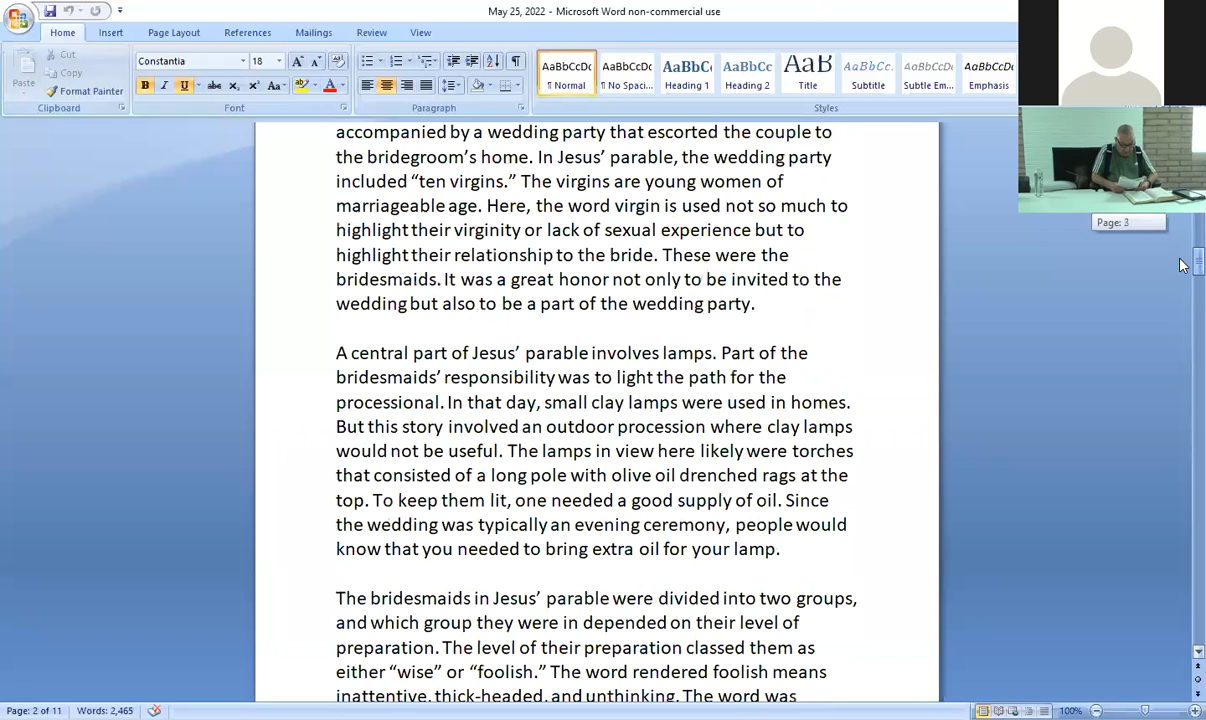 May 25, 2022 - Microsoft Word non-commercial use
Home Insert Page Layout References Mailings Review View
Cut
Copy
Paste
Format Painter
Clipboard
Constantia 18
Font
Paragraph
AaBbCcDc AaBbCcDc AaBbC AaBbCc AaB AaBbCc. AaBbCcDc AaBbCcDc
¶ Normal ¶ No Spaci... Heading 1 Heading 2 Title Subtitle Subtle Em... Emphasis
Styles
Page: 3
accompanied by a wedding party that escorted the couple to
the bridegroom’s home. In Jesus’ parable, the wedding party
included “ten virgins.” The virgins are young women of
marriageable age. Here, the word virgin is used not so much to
highlight their virginity or lack of sexual experience but to
highlight their relationship to the bride. These were the
bridesmaids. It was a great honor not only to be invited to the
wedding but also to be a part of the wedding party.
A central part of Jesus’ parable involves lamps. Part of the
bridesmaids’ responsibility was to light the path for the
processional. In that day, small clay lamps were used in homes.
But this story involved an outdoor procession where clay lamps
would not be useful. The lamps in view here likely were torches
that consisted of a long pole with olive oil drenched rags at the
top. To keep them lit, one needed a good supply of oil. Since
the wedding was typically an evening ceremony, people would
know that you needed to bring extra oil for your lamp.
The bridesmaids in Jesus’ parable were divided into two groups,
and which group they were in depended on their level of
preparation. The level of their preparation classed them as
either “wise” or “foolish.” The word rendered foolish means
inattentive, thick-headed, and unthinking. The word was
Page: 2 of 11 Words: 2,465 100%